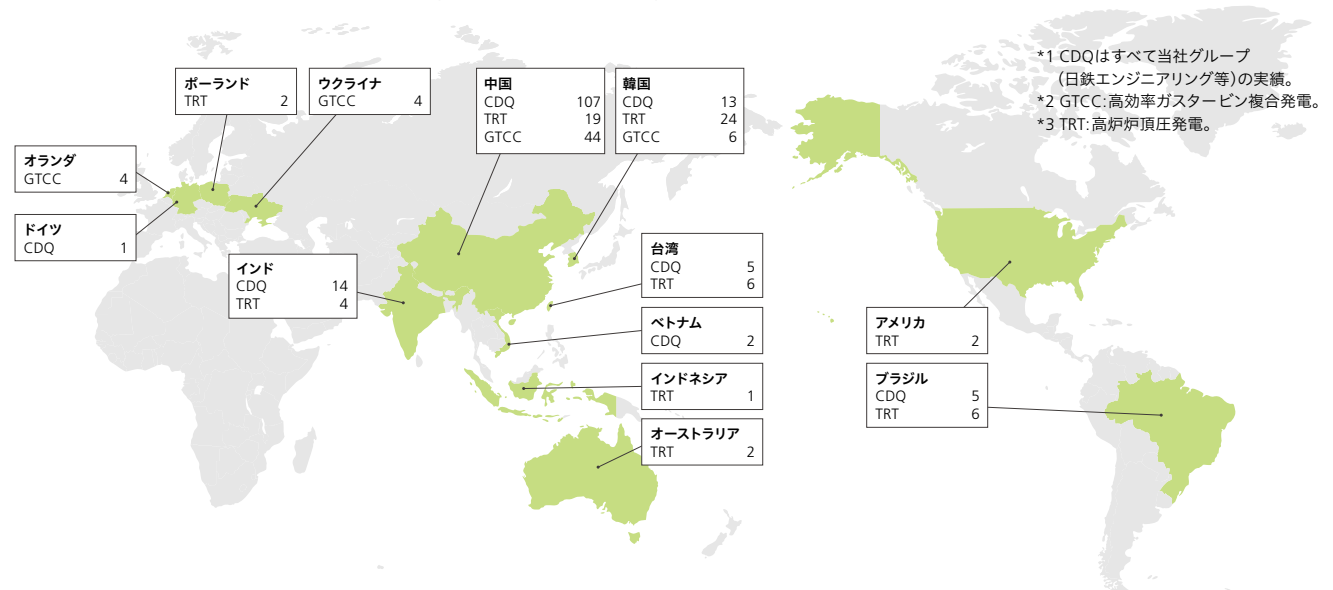 *1 CDQはすべて当社グループ
(日鉄エンジニアリング等)の実績。
*2 GTCC:高効率ガスタービン複合発電。
*3 TRT:高炉炉頂圧発電。
ポーランド
TRT 2
ウクライナ
GTCC 4
中国
CDQ 107
TRT 19
GTCC 44
韓国
CDQ 13
TRT 24
GTCC 6
オランダ
GTCC 4
ドイツ
CDQ 1
インド
CDQ 14
TRT 4
台湾
CDQ 5
TRT 6
ベトナム
CDQ 2
インドネシア
TRT 1
オーストラリア
TRT 2
アメリカ
TRT 2
ブラジル
CDQ 5
TRT 6